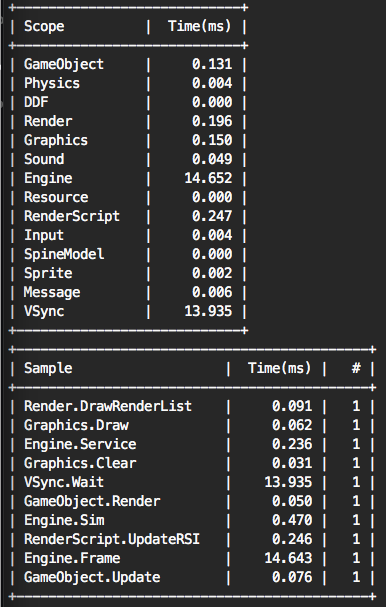 Scope | Time(ms)
GameObject | 0.131
Physics | 0.004
DDF | 0.000
Render | 0.196
Graphics | 0.150
Sound | 0.049
Engine | 14.652
Resource | 0.000
RenderScript | 0.247
Input | 0.004
SpineModel | 0.000
Sprite | 0.002
Message | 0.006
VSync | 13.935
Sample | Time(ms) | #
Render.DrawRenderList | 0.091 | 1
Graphics.Draw | 0.062 | 1
Engine.Service | 0.236 | 1
Graphics.Clear | 0.031 | 1
VSync.Wait | 13.935 | 1
GameObject.Render | 0.050 | 1
Engine.Sim | 0.470 | 1
RenderScript.UpdateRSI | 0.246 | 1
Engine.Frame | 14.643 | 1
GameObject.Update | 0.076 | 1